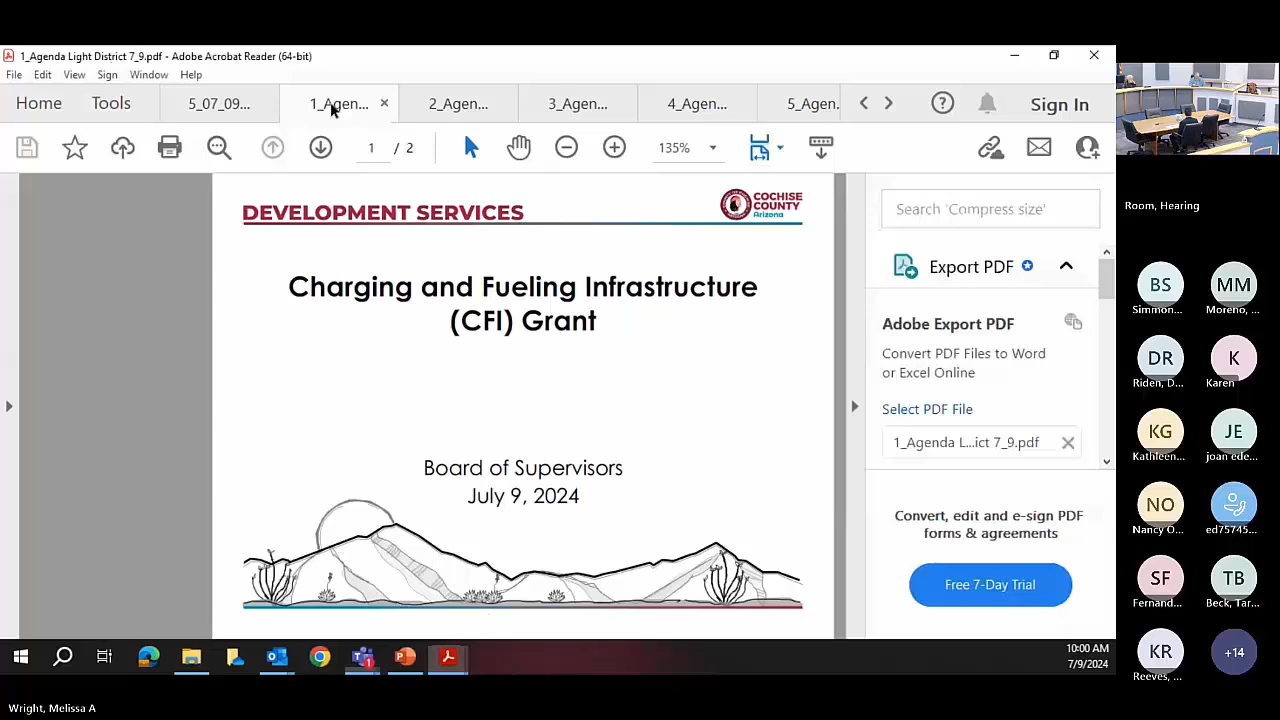 1_Agenda Light District 7_9.pdf - Adobe Acrobat Reader (64-bit)
File Edit View Sign Window Help
Home Tools 5_07_09... 1_Agen... 2_Agen... 3_Agen... 4_Agen... 5_Agen. Sign In
1 / 2 135%
DEVELOPMENT SERVICES
COCHISE
COUNTY
Arizona
Charging and Fueling Infrastructure
(CFI) Grant
Board of Supervisors
July 9, 2024
Search 'Compress size'
Export PDF
Adobe Export PDF
Convert PDF Files to Word
or Excel Online
Select PDF File
1_Agenda L...ict 7_9.pdf
Convert, edit and e-sign PDF
forms & agreements
Free 7-Day Trial
Room, Hearing
BS MM
Simmon... Moreno, ...
DR K
Riden, D... Karen
KG JE
Kathleen... joan ede...
NO
Nancy O... ed75745...
SF TB
Fernand... Beck, Tar...
KR +14
Reeves, ...
1
10:00 AM
7/9/2024
Wright, Melissa A